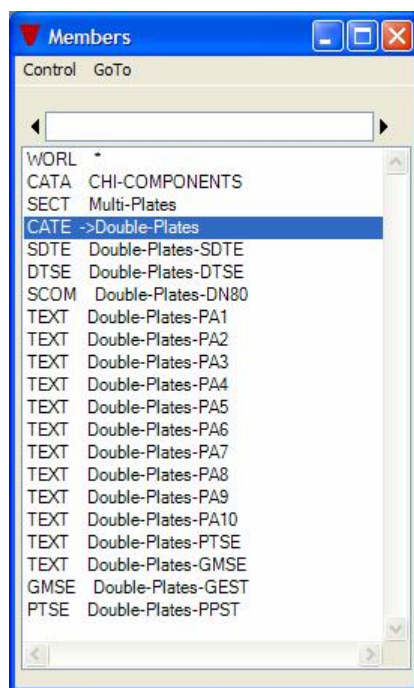 Members
Control GoTo
WORL *
CATA CHI-COMPONENTS
SECT Multi-Plates
CATE ->Double-Plates
SDTE Double-Plates-SDTE
DTSE Double-Plates-DTSE
SCOM Double-Plates-DN80
TEXT Double-Plates-PA1
TEXT Double-Plates-PA2
TEXT Double-Plates-PA3
TEXT Double-Plates-PA4
TEXT Double-Plates-PA5
TEXT Double-Plates-PA6
TEXT Double-Plates-PA7
TEXT Double-Plates-PA8
TEXT Double-Plates-PA9
TEXT Double-Plates-PA10
TEXT Double-Plates-PTSE
TEXT Double-Plates-GMSE
GMSE Double-Plates-GEST
PTSE Double-Plates-PPST